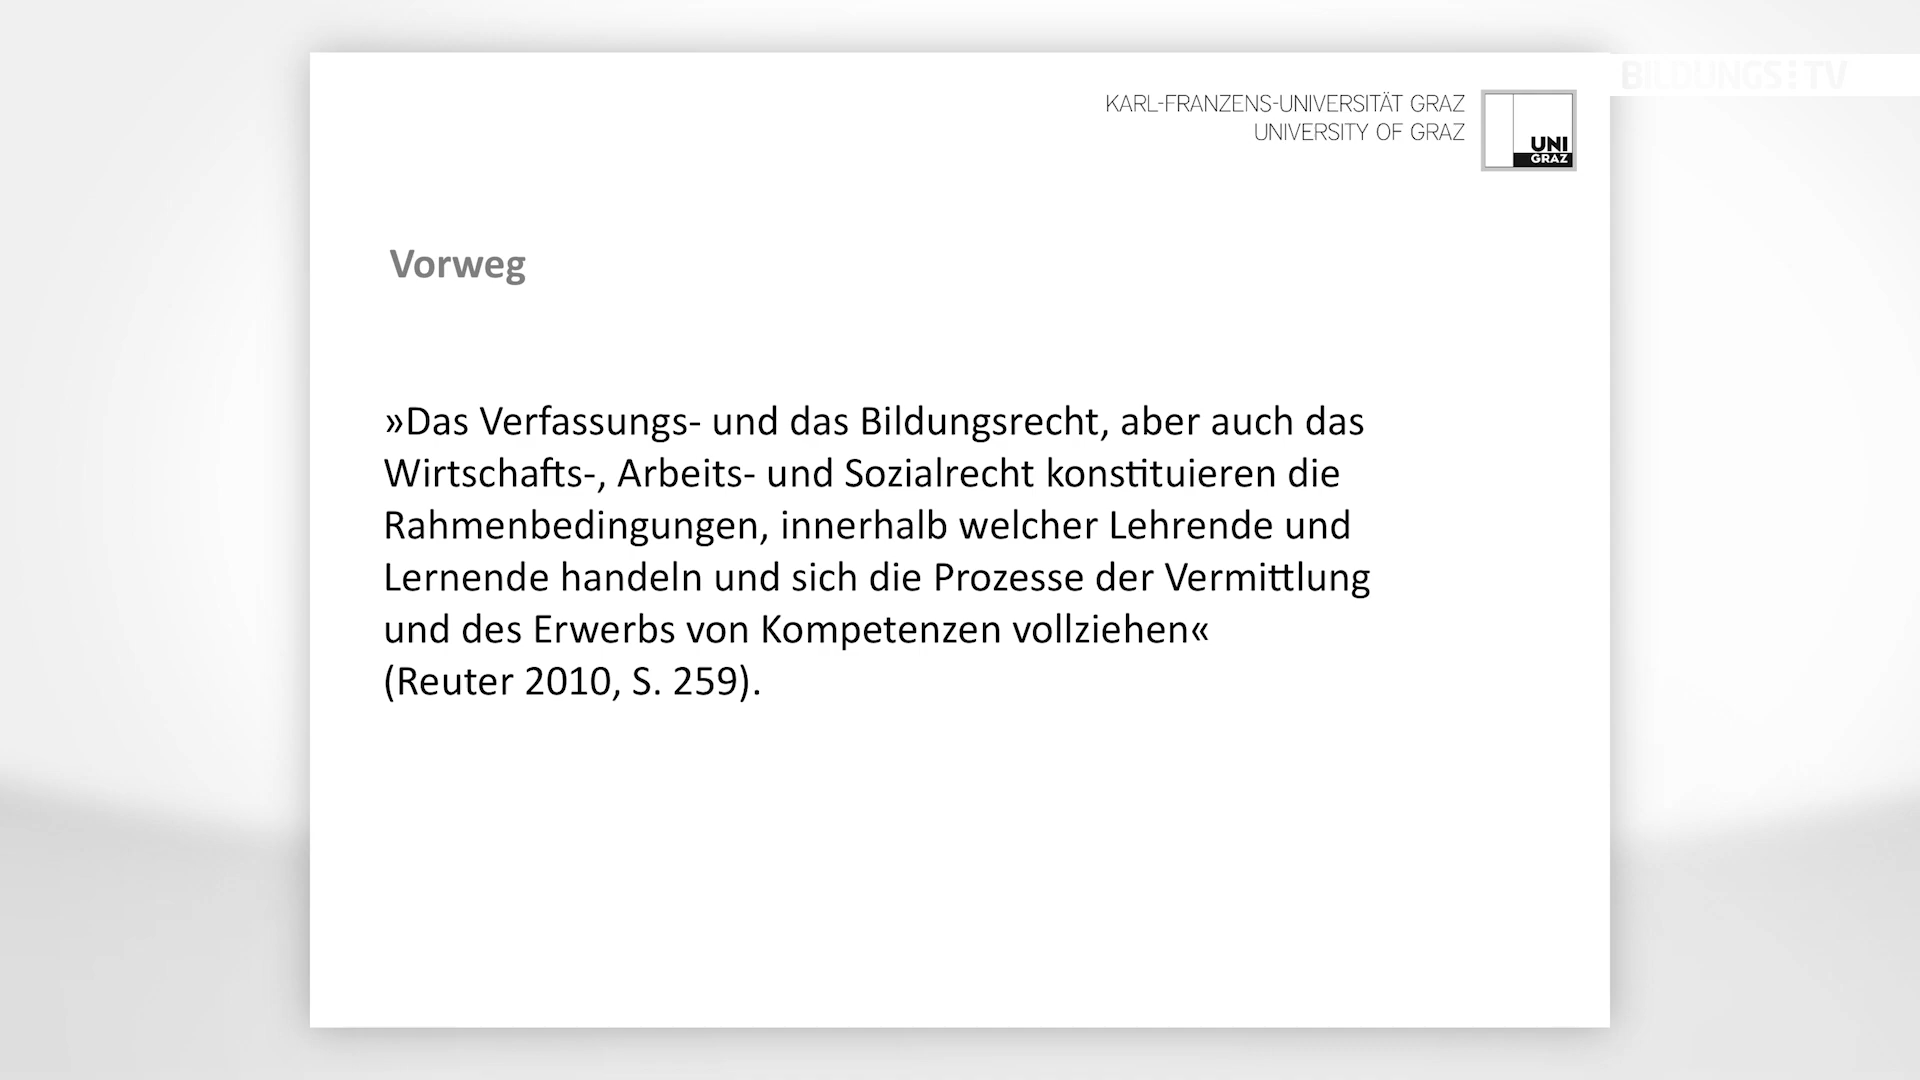 BILDUNGS:TV
KARL-FRANZENS-UNIVERSITÄT GRAZ
UNIVERSITY OF GRAZ
UNI
GRAZ
Vorweg
»Das Verfassungs- und das Bildungsrecht, aber auch das
Wirtschafts-, Arbeits- und Sozialrecht konstituieren die
Rahmenbedingungen, innerhalb welcher Lehrende und
Lernende handeln und sich die Prozesse der Vermittlung
und des Erwerbs von Kompetenzen vollziehen«
(Reuter 2010, S. 259).